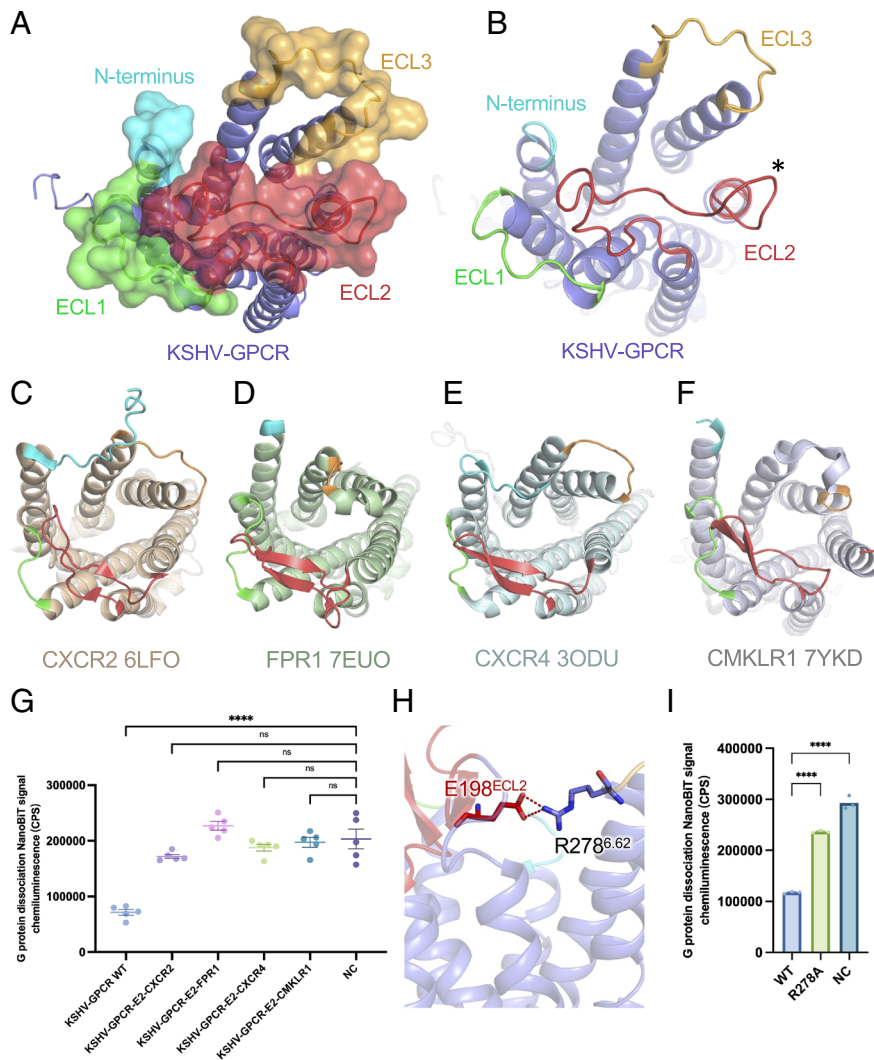 A
B
N-terminus
ECL3
ECL1
ECL2
KSHV-GPCR
N-terminus
ECL3
*
ECL1
ECL2
KSHV-GPCR
C
D
E
F
CXCR2 6LFO
FPR1 7EUO
CXCR4 3ODU
CMKLR1 7YKD
G
****
ns
ns
ns
ns
G protein dissociation NanoBiT signal
chemiluminescence (CPS)
300000
200000
100000
0
KSHV-GPCR WT
KSHV-GPCR-E2-CXCR2
KSHV-GPCR-E2-FPR1
KSHV-GPCR-E2-CXCR4
KSHV-GPCR-E2-CMKLR1
NC
H
E198ECL2
R2786.62
I
****
****
G protein dissociation NanoBiT signal
chemiluminescence (CPS)
400000
300000
200000
100000
0
WT
R278A
NC